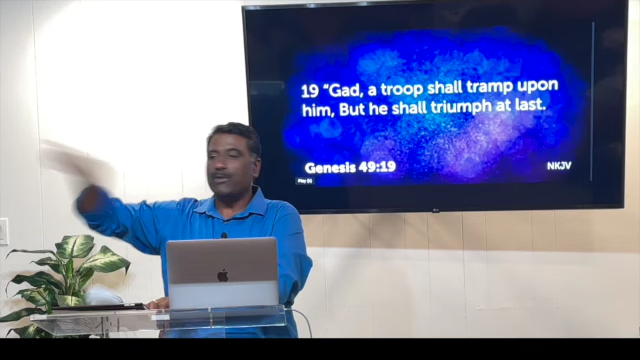 19 “Gad, a troop shall tramp upon
him, But he shall triumph at last.
Genesis 49:19
NKJV